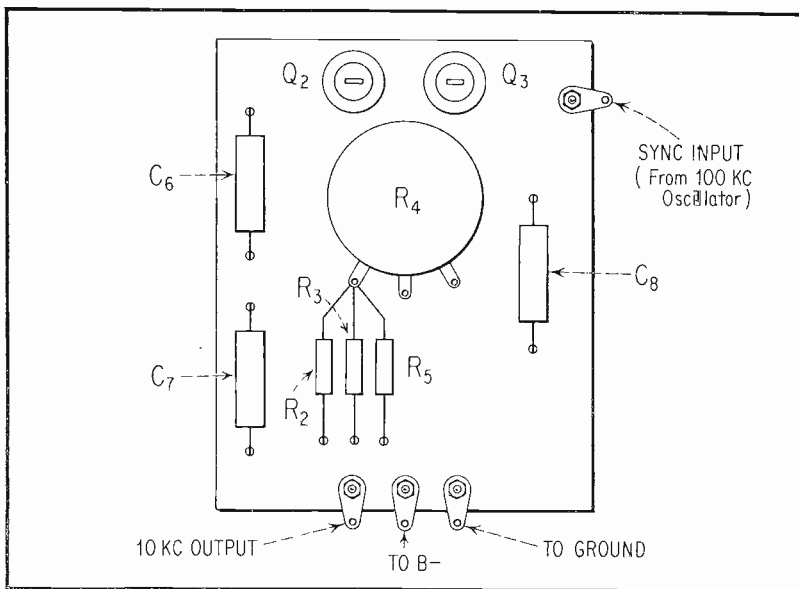 Q2
Q3
SYNC INPUT
(From 100 KC
Oscillator)
C6
R4
C8
R3
C7
R2
R5
10 KC OUTPUT
TO B-
TO GROUND